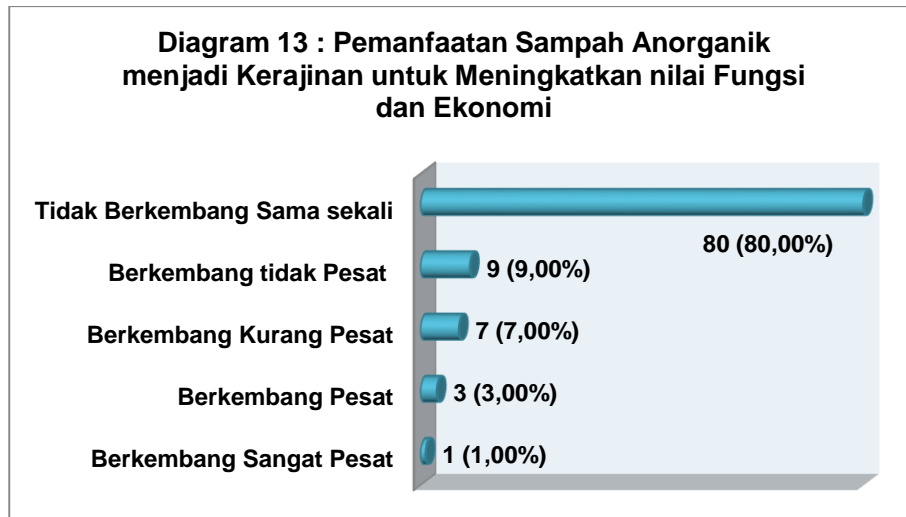 Diagram 13 : Pemanfaatan Sampah Anorganik
menjadi Kerajinan untuk Meningkatkan nilai Fungsi
dan Ekonomi
Tidak Berkembang Sama sekali
80 (80,00%)
Berkembang tidak Pesat
9 (9,00%)
Berkembang Kurang Pesat
7 (7,00%)
Berkembang Pesat
3 (3,00%)
Berkembang Sangat Pesat
1 (1,00%)